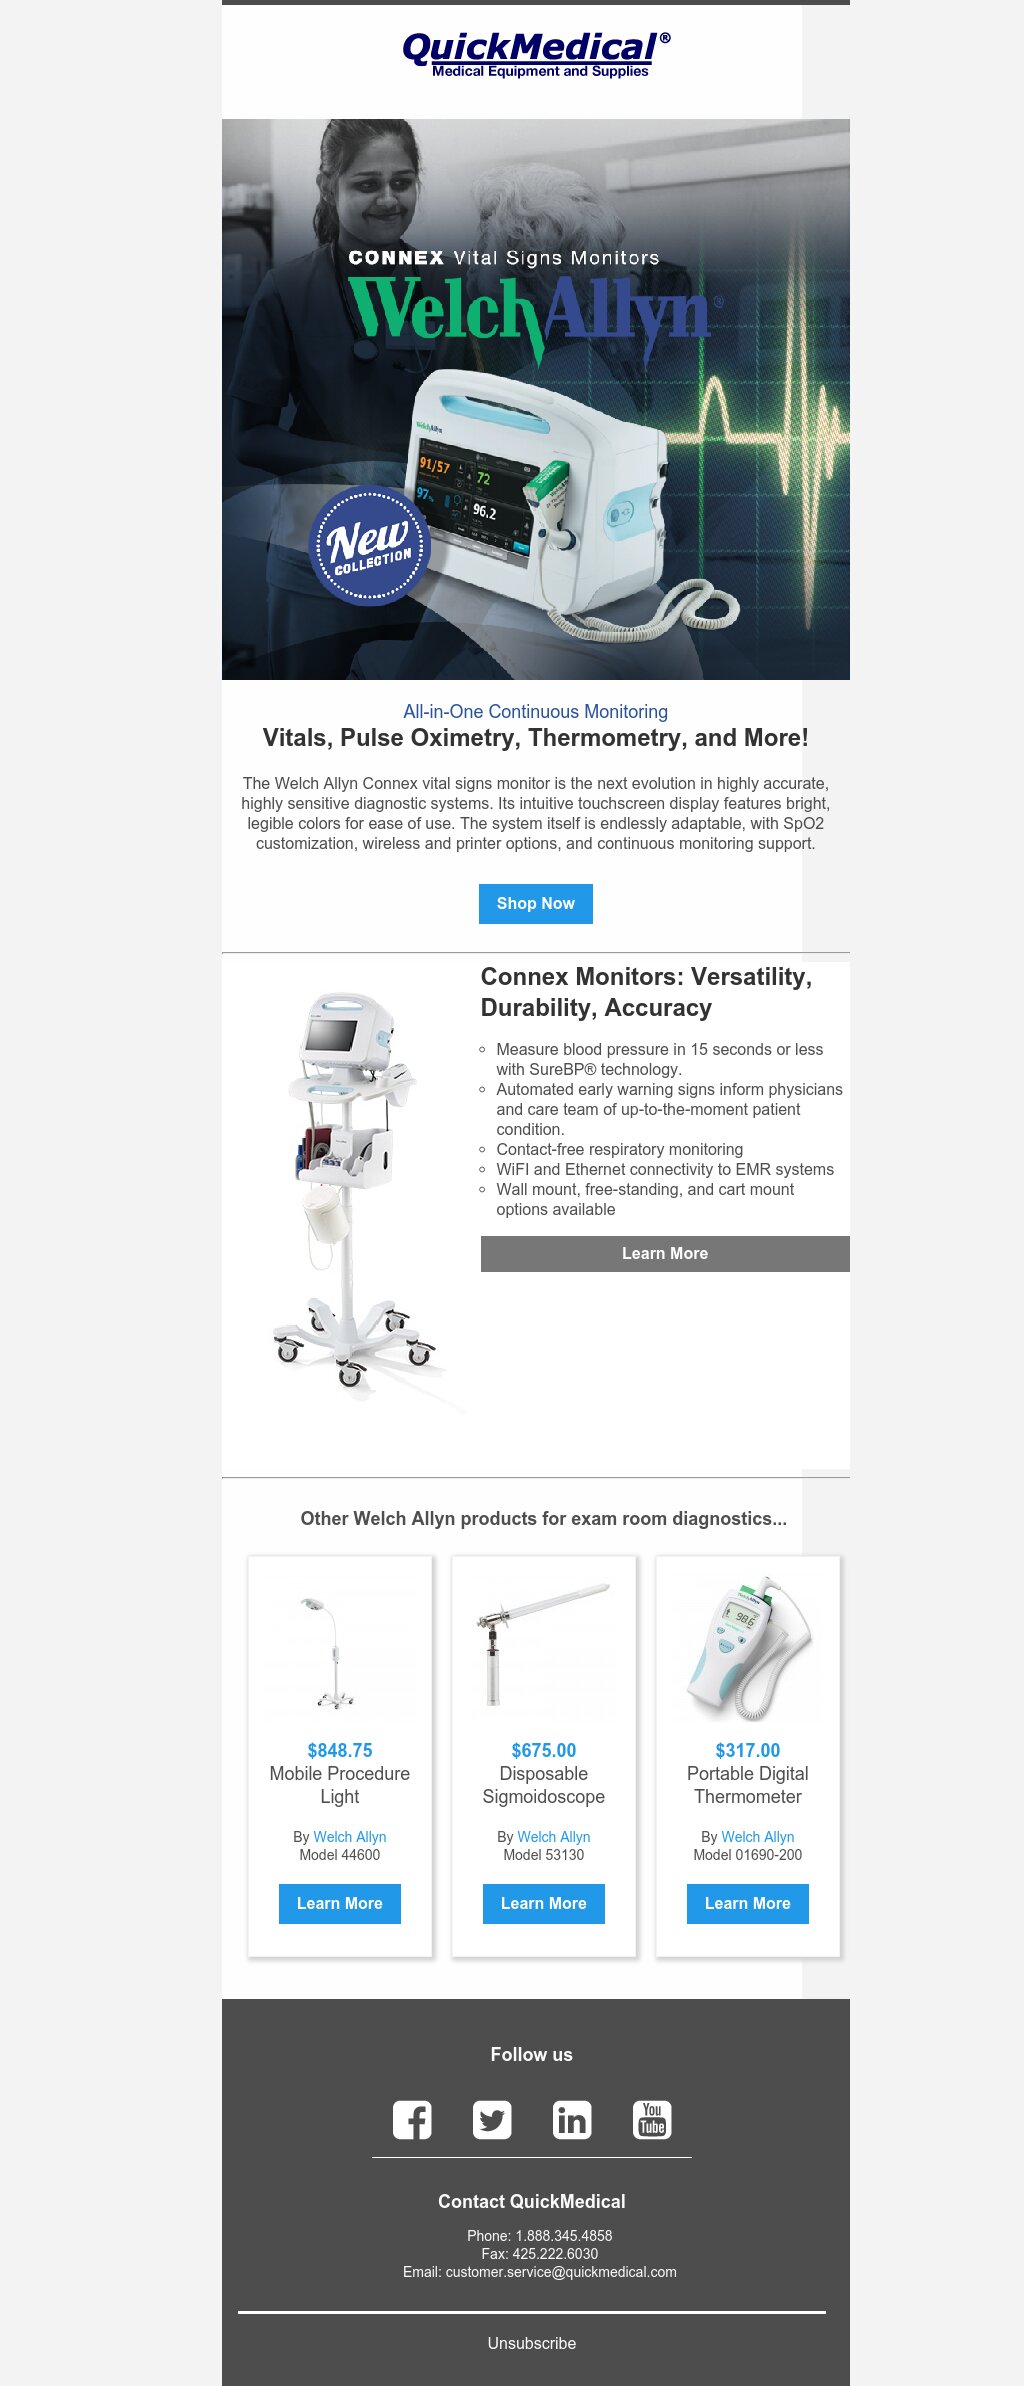 QuickMedical®
Medical Equipment and Supplies
CONNEX Vital Signs Monitors
WelchAllyn®
WelchAllyn
91/57
72
97%
96.2
New
COLLECTION
All-in-One Continuous Monitoring
Vitals, Pulse Oximetry, Thermometry, and More!
The Welch Allyn Connex vital signs monitor is the next evolution in highly accurate,
highly sensitive diagnostic systems. Its intuitive touchscreen display features bright,
legible colors for ease of use. The system itself is endlessly adaptable, with SpO2
customization, wireless and printer options, and continuous monitoring support.
Shop Now
Connex Monitors: Versatility,
Durability, Accuracy
Measure blood pressure in 15 seconds or less
with SureBP® technology.
Automated early warning signs inform physicians
and care team of up-to-the-moment patient
condition.
Contact-free respiratory monitoring
WiFI and Ethernet connectivity to EMR systems
Wall mount, free-standing, and cart mount
options available
Learn More
Other Welch Allyn products for exam room diagnostics...
98.6
$848.75
Mobile Procedure
Light
By Welch Allyn
Model 44600
Learn More
$675.00
Disposable
Sigmoidoscope
By Welch Allyn
Model 53130
Learn More
$317.00
Portable Digital
Thermometer
By Welch Allyn
Model 01690-200
Learn More
Follow us
You
Tube
Contact QuickMedical
Phone: 1.888.345.4858
Fax: 425.222.6030
Email: customer.service@quickmedical.com
Unsubscribe